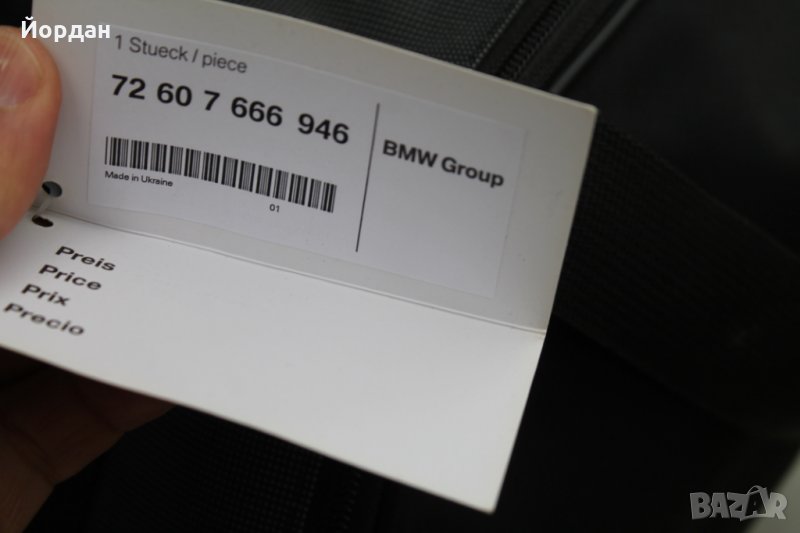 Йордан
1 Stueck / piece
72 60 7 666 946
BMW Group
Made in Ukraine
01
Preis
Price
Prix
Precio
BAZAR